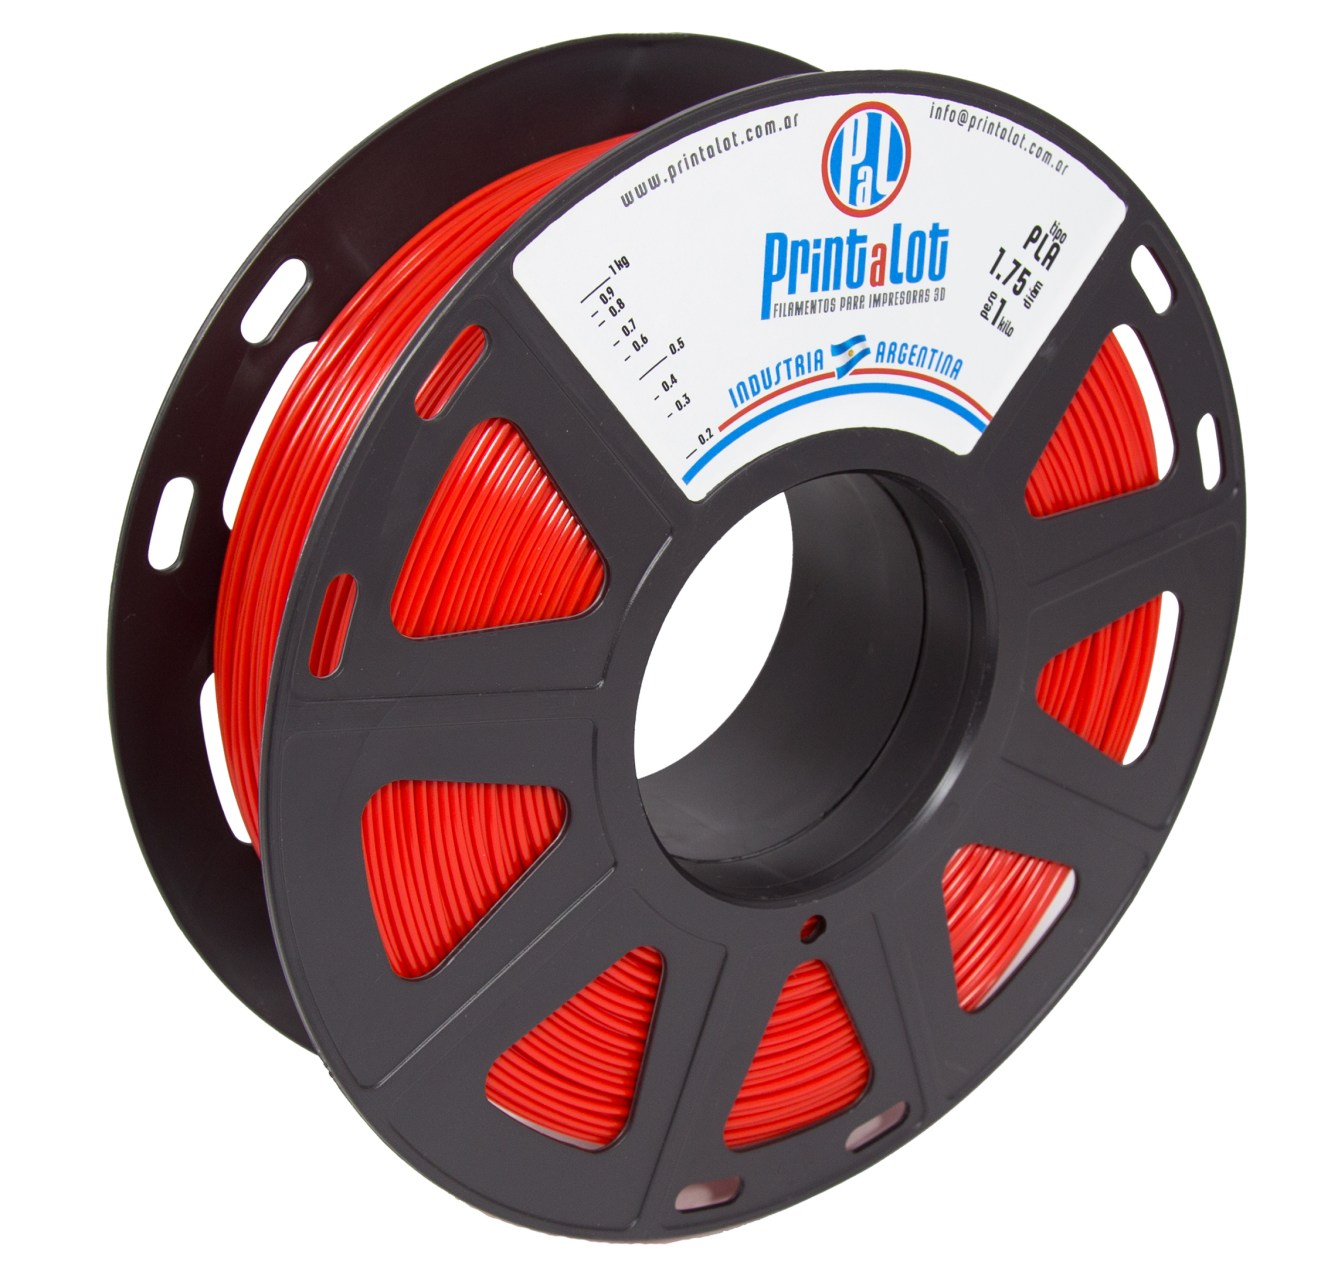 www.printalot.com.ar
info@printalot.com.ar
PaL
PrintaLot
FILAMENTOS PARA IMPRESORAS 3D
INDUSTRIA ARGENTINA
tipo
PLA
1.75
diám
peso
1 kilo
1 kg
0.9
0.8
0.7
0.6
0.5
0.4
0.3
0.2